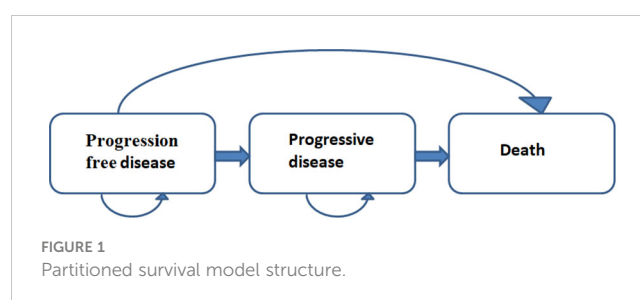 Progression
free disease
Progressive
disease
Death
FIGURE 1
Partitioned survival model structure.